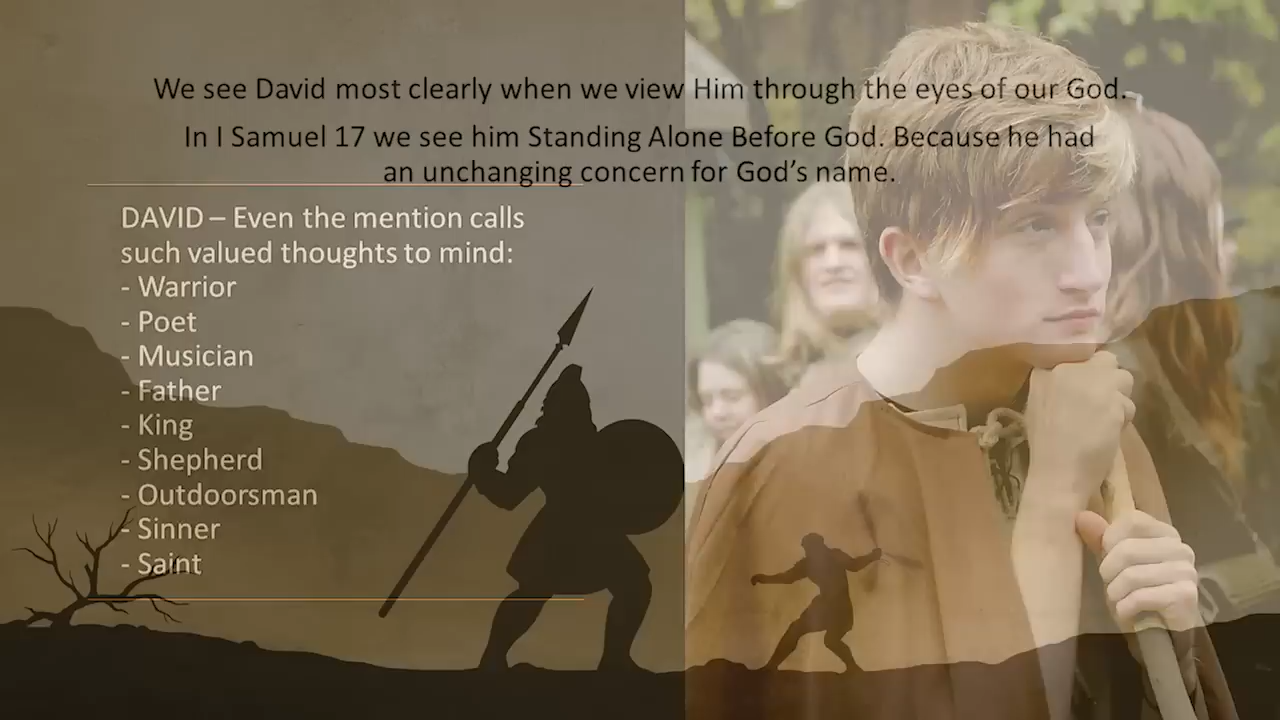 We see David most clearly when we view Him through the eyes of our God.
In I Samuel 17 we see him Standing Alone Before God. Because he had
an unchanging concern for God’s name.
DAVID – Even the mention calls
such valued thoughts to mind:
- Warrior
- Poet
- Musician
- Father
- King
- Shepherd
- Outdoorsman
- Sinner
- Saint